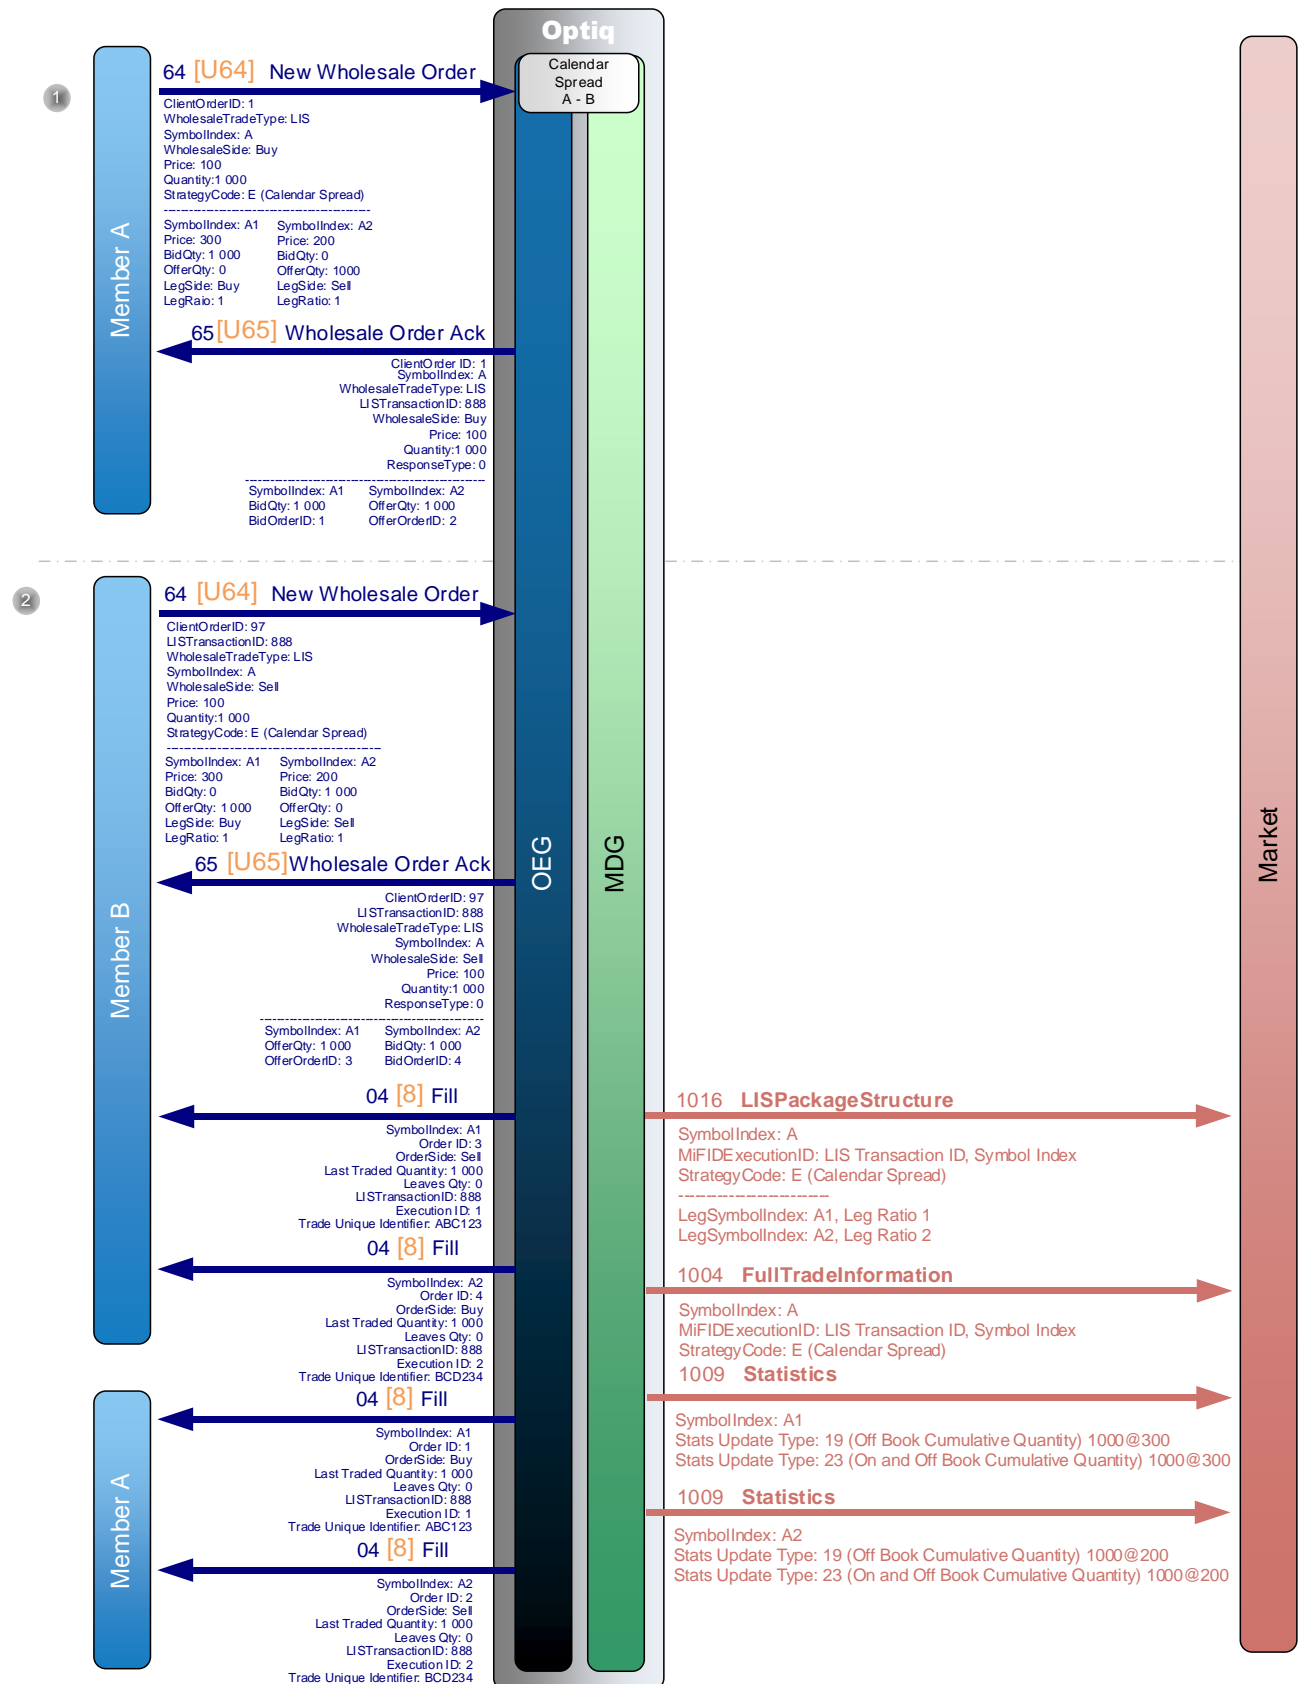 Optiq
Calendar
Spread
A - B
1
Member A
64 [U64] New Wholesale Order
ClientOrderID: 1
WholesaleTradeType: LIS
SymbolIndex: A
WholesaleSide: Buy
Price: 100
Quantity:1 000
StrategyCode: E (Calendar Spread)
--------------------------------------------------
SymbolIndex: A1 SymbolIndex: A2
Price: 300 Price: 200
BidQty: 1 000 BidQty: 0
OfferQty: 0 OfferQty: 1000
LegSide: Buy LegSide: Sell
LegRaio: 1 LegRatio: 1
65 [U65] Wholesale Order Ack
ClientOrder ID: 1
SymbolIndex: A
WholesaleTradeType: LIS
LISTransactionID: 888
WholesaleSide: Buy
Price: 100
Quantity:1 000
ResponseType: 0
--------------------------------------------------
SymbolIndex: A1 SymbolIndex: A2
BidQty: 1 000 OfferQty: 1 000
BidOrderID: 1 OfferOrderID: 2
2
Member B
64 [U64] New Wholesale Order
ClientOrderID: 97
LISTransactionID: 888
WholesaleTradeType: LIS
SymbolIndex: A
WholesaleSide: Sell
Price: 100
Quantity:1 000
StrategyCode: E (Calendar Spread)
--------------------------------------------------
SymbolIndex: A1 SymbolIndex: A2
Price: 300 Price: 200
BidQty: 0 BidQty: 1 000
OfferQty: 1 000 OfferQty: 0
LegSide: Buy LegSide: Sell
LegRatio: 1 LegRatio: 1
65 [U65] Wholesale Order Ack
ClientOrderID: 97
LISTransactionID: 888
WholesaleTradeType: LIS
SymbolIndex: A
WholesaleSide: Sell
Price: 100
Quantity:1 000
ResponseType: 0
--------------------------------------------------
SymbolIndex: A1 SymbolIndex: A2
OfferQty: 1 000 BidQty: 1 000
OfferOrderID: 3 BidOrderID: 4
04 [8] Fill
SymbolIndex: A1
Order ID: 3
OrderSide: Sell
Last Traded Quantity: 1 000
Leaves Qty: 0
LISTransactionID: 888
Execution ID: 1
Trade Unique Identifier: ABC123
04 [8] Fill
SymbolIndex: A2
Order ID: 4
OrderSide: Buy
Last Traded Quantity: 1 000
Leaves Qty: 0
LISTransactionID: 888
Execution ID: 2
Trade Unique Identifier: BCD234
Member A
04 [8] Fill
SymbolIndex: A1
Order ID: 1
OrderSide: Buy
Last Traded Quantity: 1 000
Leaves Qty: 0
LISTransactionID: 888
Execution ID: 1
Trade Unique Identifier: ABC123
04 [8] Fill
SymbolIndex: A2
Order ID: 2
OrderSide: Sell
Last Traded Quantity: 1 000
Leaves Qty: 0
LISTransactionID: 888
Execution ID: 2
Trade Unique Identifier: BCD234
OEG
MDG
1016 LISPackageStructure
SymbolIndex: A
MiFIDExecutionID: LIS Transaction ID, Symbol Index
StrategyCode: E (Calendar Spread)
---------------------------
LegSymbolIndex: A1, Leg Ratio 1
LegSymbolIndex: A2, Leg Ratio 2
1004 FullTradeInformation
SymbolIndex: A
MiFIDExecutionID: LIS Transaction ID, Symbol Index
StrategyCode: E (Calendar Spread)
1009 Statistics
SymbolIndex: A1
Stats Update Type: 19 (Off Book Cumulative Quantity) 1000@300
Stats Update Type: 23 (On and Off Book Cumulative Quantity) 1000@300
1009 Statistics
SymbolIndex: A2
Stats Update Type: 19 (Off Book Cumulative Quantity) 1000@200
Stats Update Type: 23 (On and Off Book Cumulative Quantity) 1000@200
Market